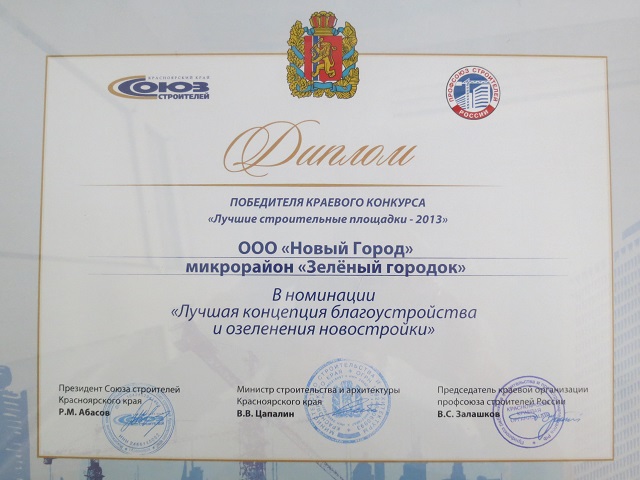 КРАСНОЯРСКИЙ КРАЙ
СОЮЗ
СТРОИТЕЛЕЙ
ПРОФСОЮЗ СТРОИТЕЛЕЙ
РОССИИ
Диплом
ПОБЕДИТЕЛЯ КРАЕВОГО КОНКУРСА
«Лучшие строительные площадки - 2013»
ООО «Новый Город»
микрорайон «Зелёный городок»
В номинации
«Лучшая концепция благоустройства
и озеленения новостройки»
Президент Союза строителей
Красноярского края
Р.М. Абасов
Министр строительства и архитектуры
Красноярского края
В.В. Цапалин
Председатель краевой организации
профсоюза строителей России
В.С. Залашков